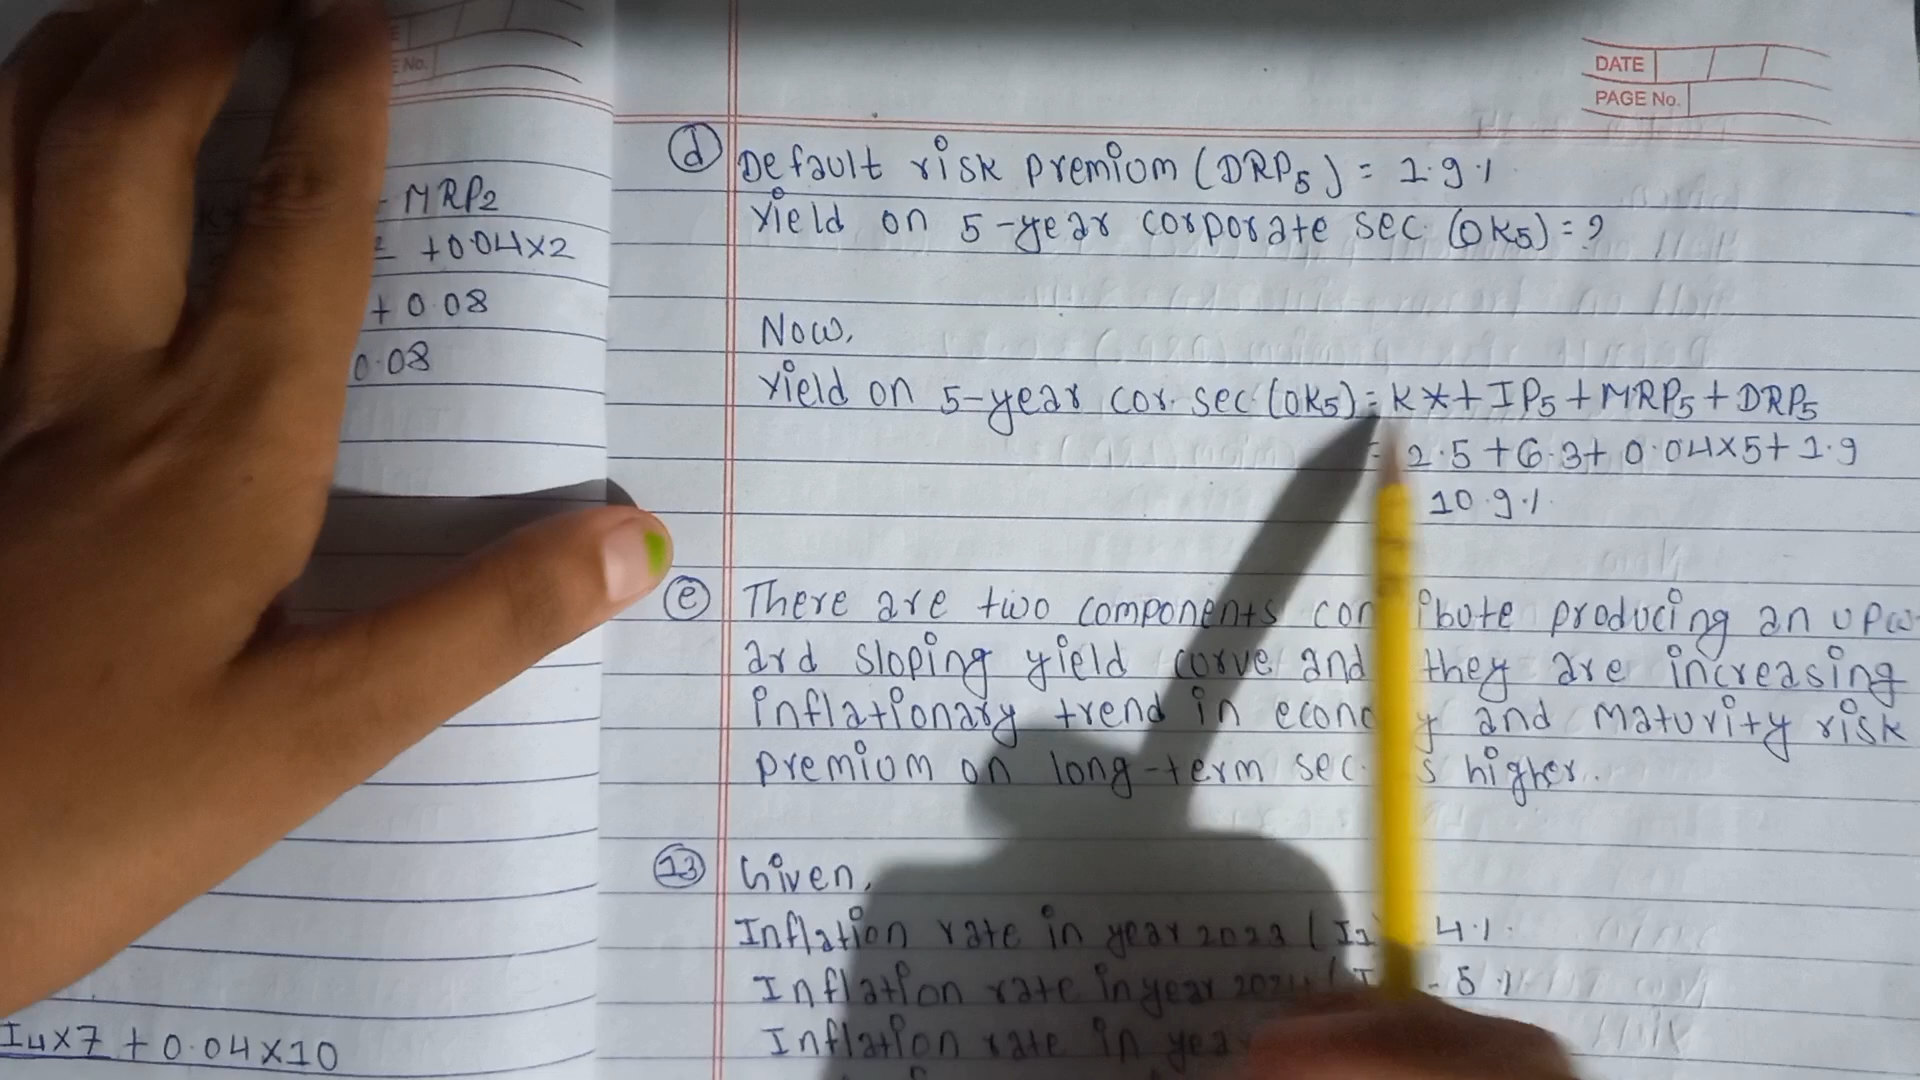 E No.
- MRP2
+0.04×2
+ 0.08
0.08
I4×7 + 0.04×10
DATE
PAGE No.
(d) Default risk premium (DRP5) = 1.9%
Yield on 5-year corporate sec. (OK5) = ?
Now,
Yield on 5-year cor. sec. (OK5) = K*+ IP5 + MRP5 + DRP5
= 2.5 + 6.3 + 0.04×5 + 1.9
10.9%
(e) There are two components producing an upw-
ard sloping yield curve and they are increasing
inflationary trend in and maturity risk
premium on long-term sec. higher.
(13) Given,
Inflation rate in year 2023 (I1 4%
Inflation rate in year 2024 ( - 5%
Inflation rate in